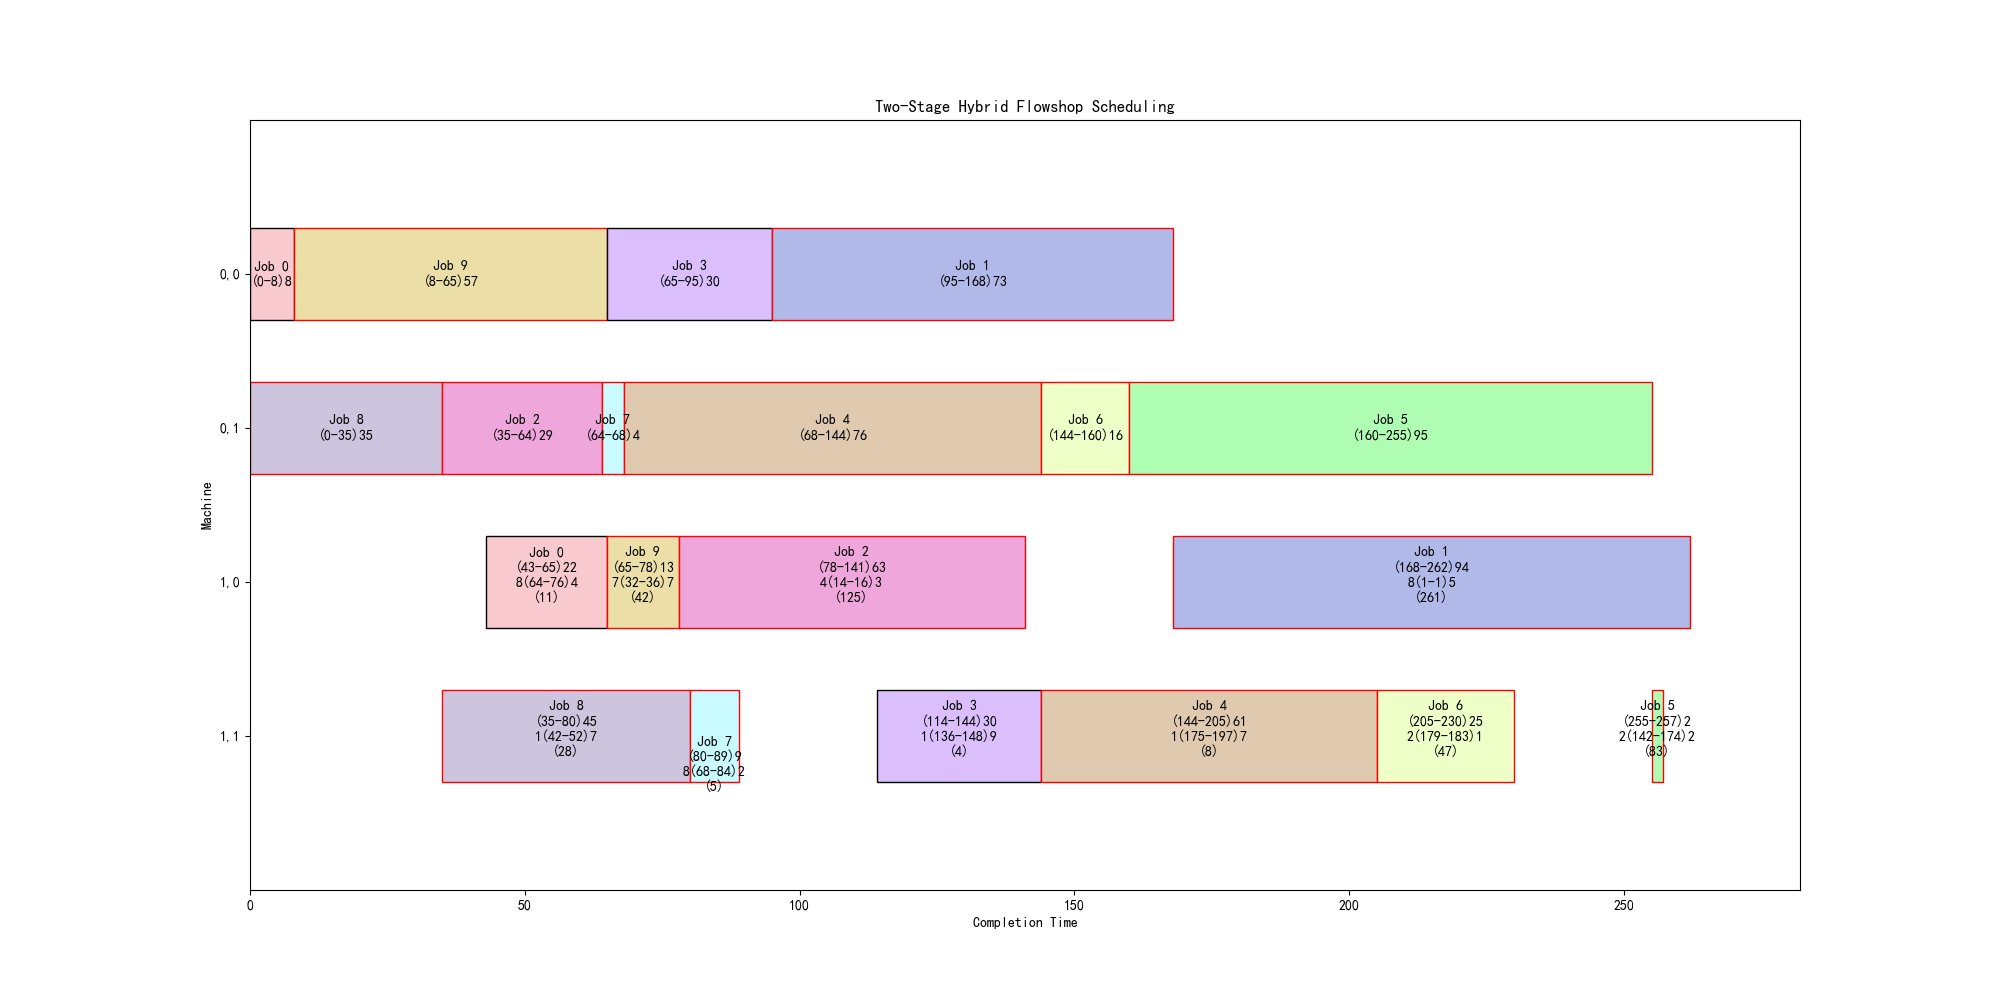 Two-Stage Hybrid Flowshop Scheduling
Machine
0,0
Job 0
(0-8)8
Job 9
(8-65)57
Job 3
(65-95)30
Job 1
(95-168)73
0,1
Job 8
(0-35)35
Job 2
(35-64)29
Job 7
(64-68)4
Job 4
(68-144)76
Job 6
(144-160)16
Job 5
(160-255)95
1,0
Job 0
(43-65)22
8(64-76)4
(11)
Job 9
(65-78)13
7(32-36)7
(42)
Job 2
(78-141)63
4(14-16)3
(125)
Job 1
(168-262)94
8(1-1)5
(261)
1,1
Job 8
(35-80)45
1(42-52)7
(28)
Job 7
(80-89)9
8(68-84)2
(5)
Job 3
(114-144)30
1(136-148)9
(4)
Job 4
(144-205)61
1(175-197)7
(8)
Job 6
(205-230)25
2(179-183)1
(47)
Job 5
(255-257)2
2(142-174)2
(83)
0
50
100
150
200
250
Completion Time